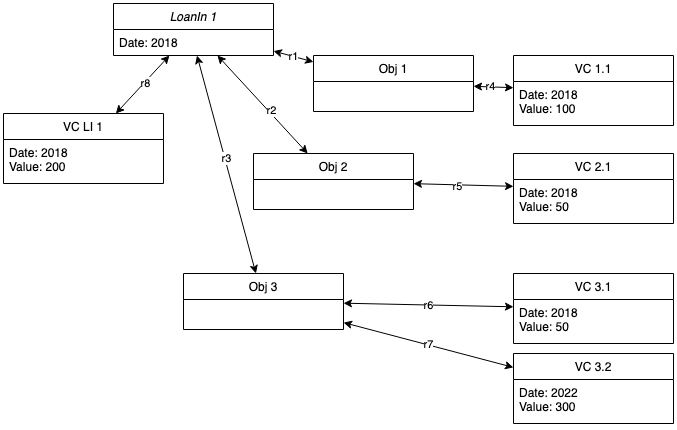 LoanIn 1
Date: 2018
r1
Obj 1
r4
VC 1.1
Date: 2018
Value: 100
r8
VC LI 1
Date: 2018
Value: 200
r2
r3
Obj 2
r5
VC 2.1
Date: 2018
Value: 50
Obj 3
r6
VC 3.1
Date: 2018
Value: 50
r7
VC 3.2
Date: 2022
Value: 300